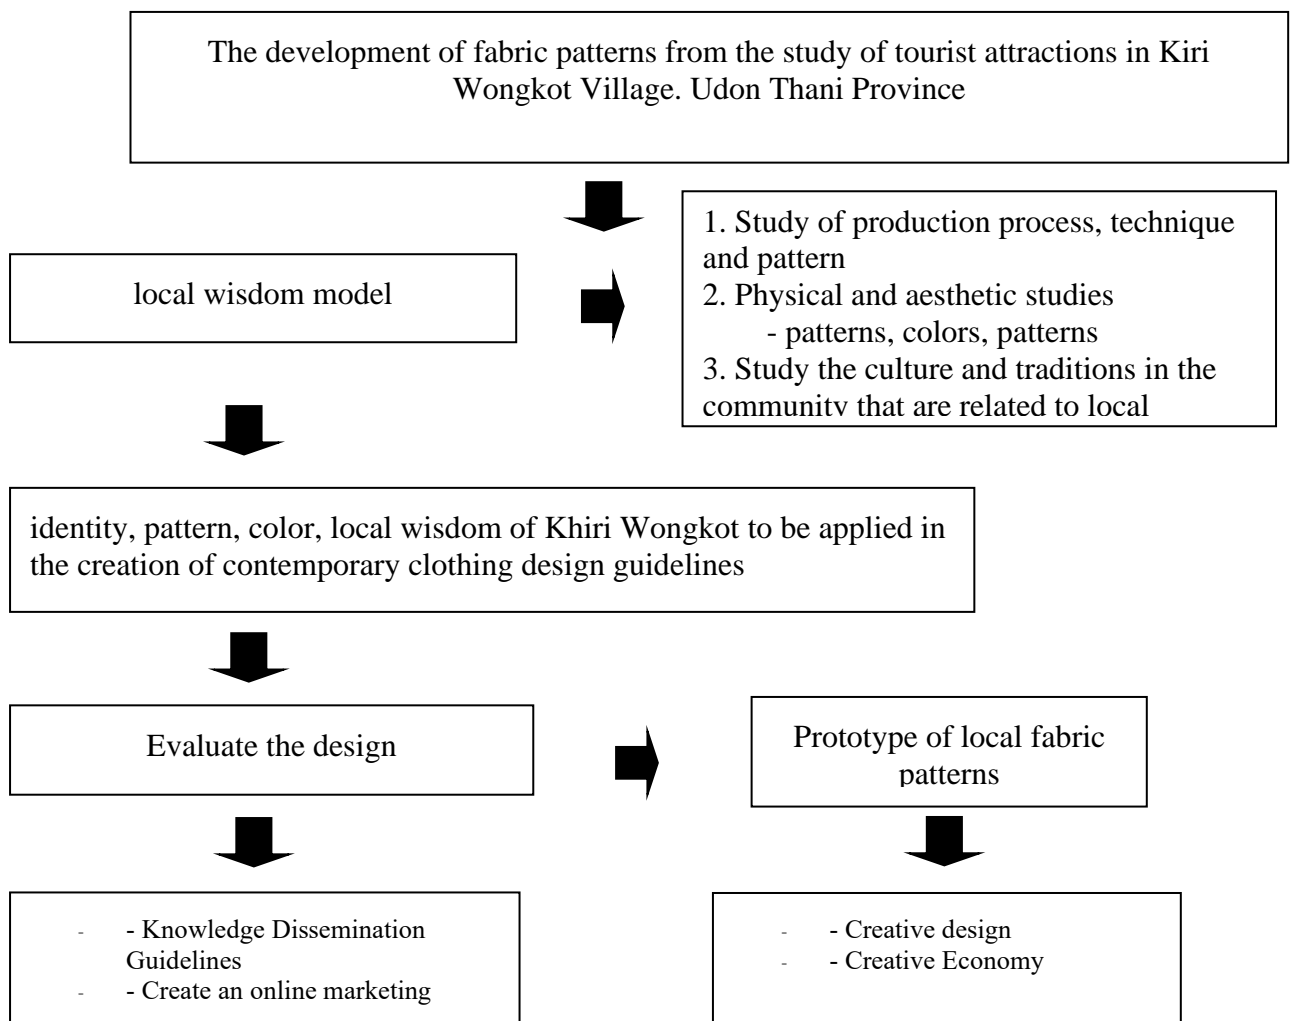 The development of fabric patterns from the study of tourist attractions in Kiri
Wongkot Village. Udon Thani Province
local wisdom model
1. Study of production process, technique
and pattern
2. Physical and aesthetic studies
- patterns, colors, patterns
3. Study the culture and traditions in the
community that are related to local
identity, pattern, color, local wisdom of Khiri Wongkot to be applied in
the creation of contemporary clothing design guidelines
Evaluate the design
Prototype of local fabric
patterns
- - Knowledge Dissemination
Guidelines
- - Create an online marketing
- - Creative design
- - Creative Economy